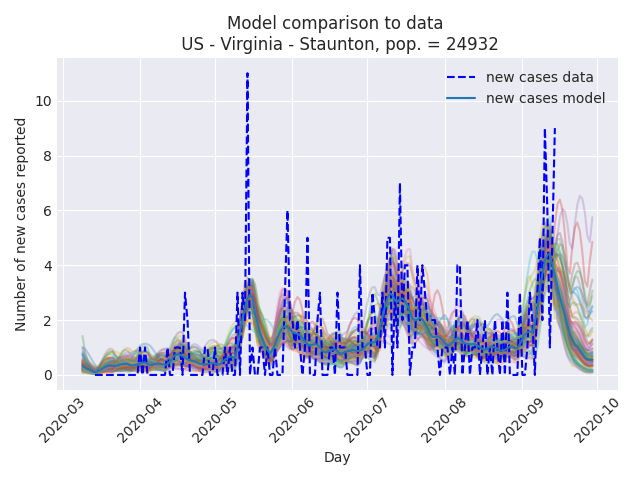 Model comparison to data
US - Virginia - Staunton, pop. = 24932
new cases data
new cases model
Number of new cases reported
10
8
6
4
2
0
2020-03
2020-04
2020-05
2020-06
2020-07
2020-08
2020-09
2020-10
Day